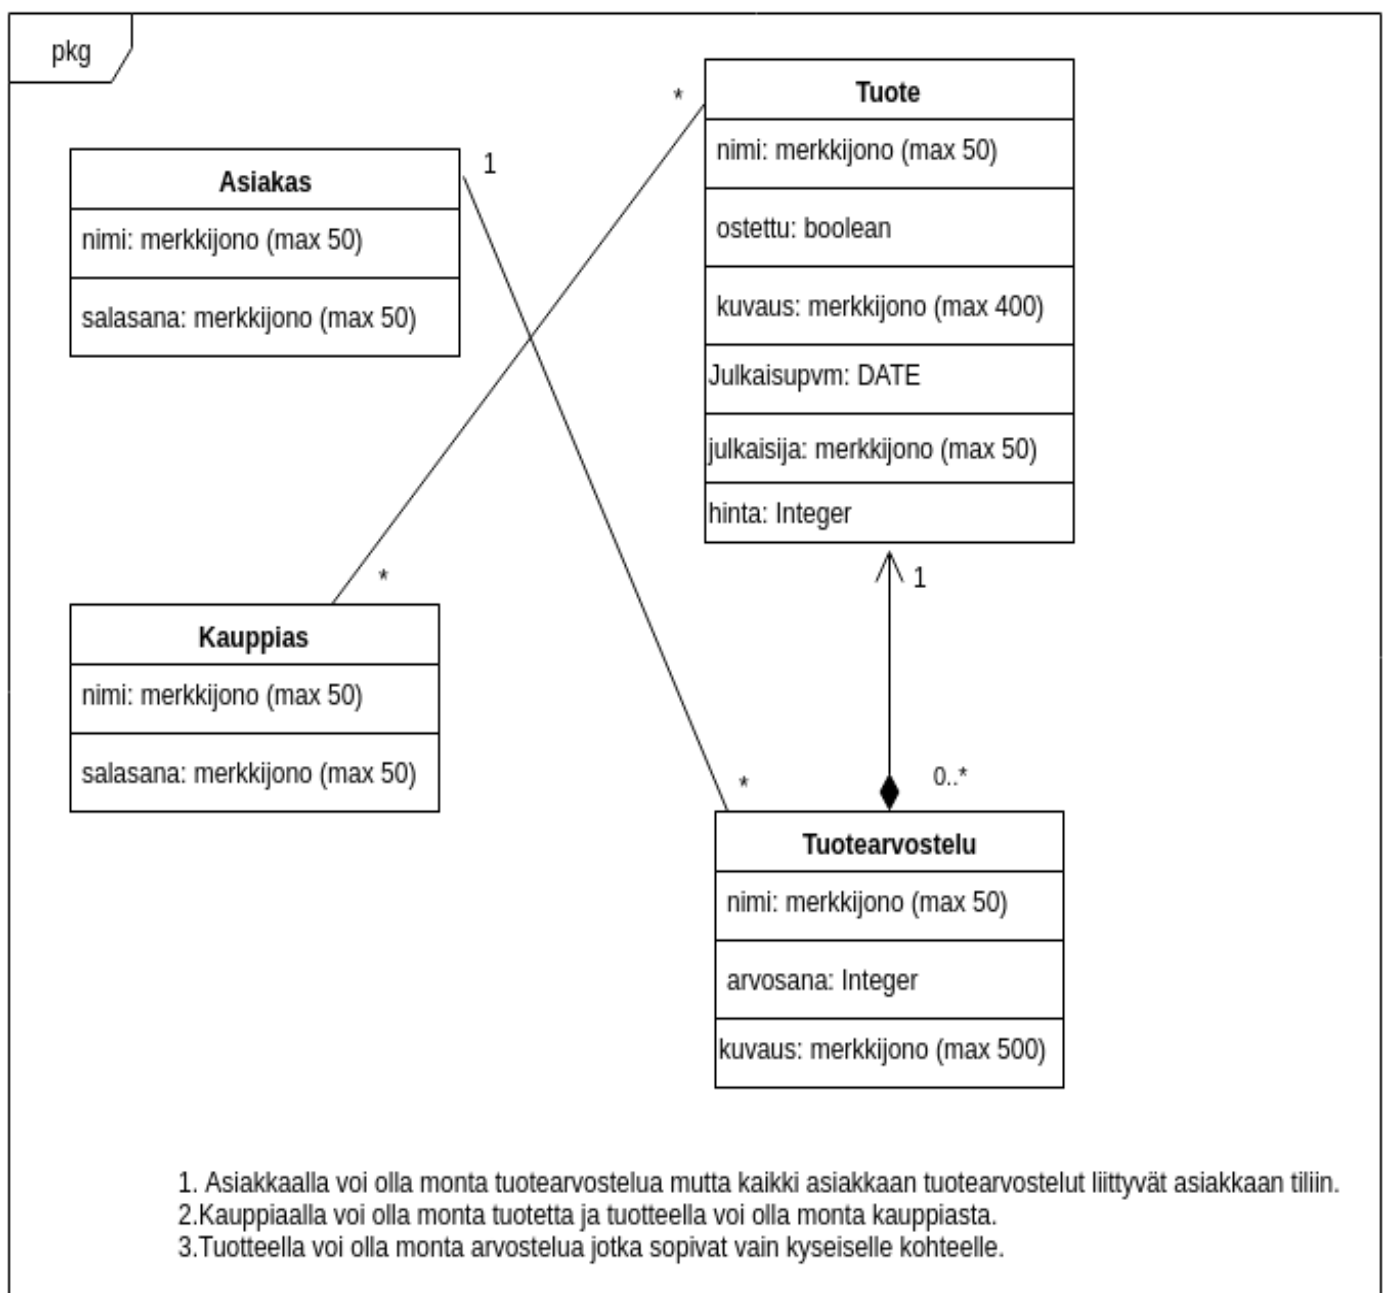 pkg
*
Tuote
nimi: merkkijono (max 50)
ostettu: boolean
kuvaus: merkkijono (max 400)
Julkaisupvm: DATE
julkaisija: merkkijono (max 50)
hinta: Integer
1
Asiakas
nimi: merkkijono (max 50)
salasana: merkkijono (max 50)
*
Kauppias
nimi: merkkijono (max 50)
salasana: merkkijono (max 50)
1
*
0..*
Tuotearvostelu
nimi: merkkijono (max 50)
arvosana: Integer
kuvaus: merkkijono (max 500)
1. Asiakkaalla voi olla monta tuotearvostelua mutta kaikki asiakkaan tuotearvostelut liittyvät asiakkaan tiliin.
2.Kauppiaalla voi olla monta tuotetta ja tuotteella voi olla monta kauppiasta.
3.Tuotteella voi olla monta arvostelua jotka sopivat vain kyseiselle kohteelle.